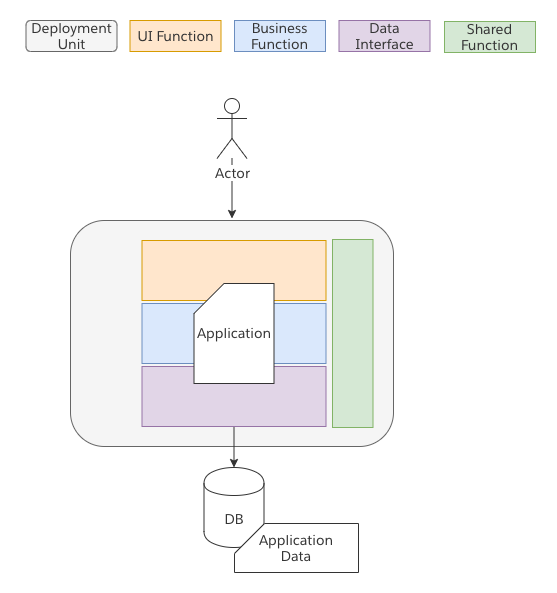 Deployment
Unit
UI Function
Business
Function
Data
Interface
Shared
Function
Actor
Application
DB
Application
Data